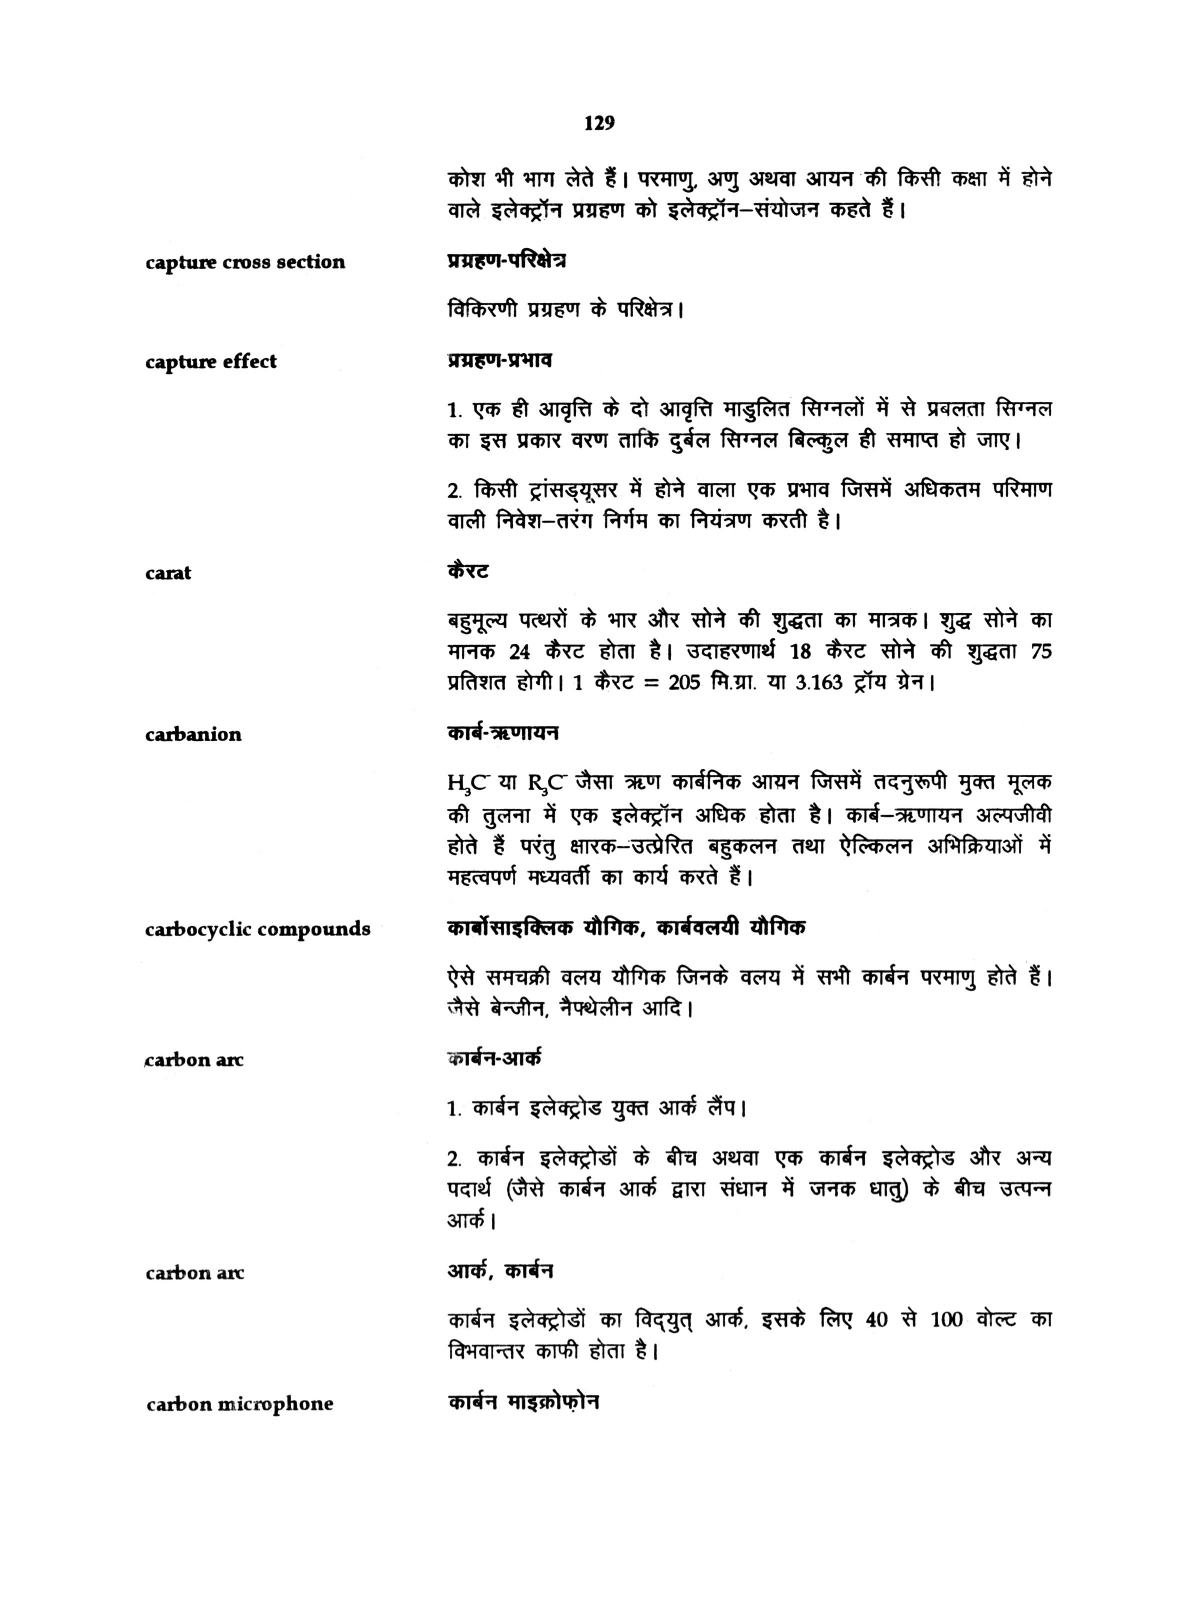 129
कोश भी भाग लेते हैं। परमाणु, अणु अथवा आयन की किसी कक्षा में होने
वाले इलेक्ट्रॉन प्रग्रहण को इलेक्ट्रॉन–संयोजन कहते हैं।
capture cross section प्रग्रहण-परिक्षेत्र
विकिरणी प्रग्रहण के परिक्षेत्र।
capture effect प्रग्रहण-प्रभाव
1. एक ही आवृत्ति के दो आवृत्ति माडुलित सिग्नलों में से प्रबलता सिग्नल
का इस प्रकार वरण ताकि दुर्बल सिग्नल बिल्कुल ही समाप्त हो जाए।
2. किसी ट्रांसड्यूसर में होने वाला एक प्रभाव जिसमें अधिकतम परिमाण
वाली निवेश–तरंग निर्गम का नियंत्रण करती है।
carat कैरट
बहुमूल्य पत्थरों के भार और सोने की शुद्धता का मात्रक। शुद्ध सोने का
मानक 24 कैरट होता है। उदाहरणार्थ 18 कैरट सोने की शुद्धता 75
प्रतिशत होगी। 1 कैरट = 205 मि.ग्रा. या 3.163 ट्रॉय ग्रेन।
carbanion कार्ब-ऋणायन
H₃C⁻ या R₃C⁻ जैसा ऋण कार्बनिक आयन जिसमें तदनुरूपी मुक्त मूलक
की तुलना में एक इलेक्ट्रॉन अधिक होता है। कार्ब–ऋणायन अल्पजीवी
होते हैं परंतु क्षारक–उत्प्रेरित बहुकलन तथा ऐल्किलन अभिक्रियाओं में
महत्वपर्ण मध्यवर्ती का कार्य करते हैं।
carbocyclic compounds कार्बोसाइक्लिक यौगिक, कार्बवलयी यौगिक
ऐसे समचक्री वलय यौगिक जिनके वलय में सभी कार्बन परमाणु होते हैं।
जैसे बेन्जीन, नैफ्थेलीन आदि।
carbon arc कार्बन-आर्क
1. कार्बन इलेक्ट्रोड युक्त आर्क लैंप।
2. कार्बन इलेक्ट्रोडों के बीच अथवा एक कार्बन इलेक्ट्रोड और अन्य
पदार्थ (जैसे कार्बन आर्क द्वारा संधान में जनक धातु) के बीच उत्पन्न
आर्क।
carbon arc आर्क, कार्बन
कार्बन इलेक्ट्रोडों का विद्‌युत् आर्क, इसके लिए 40 से 100 वोल्ट का
विभवान्तर काफी होता है।
carbon microphone कार्बन माइक्रोफ़ोन